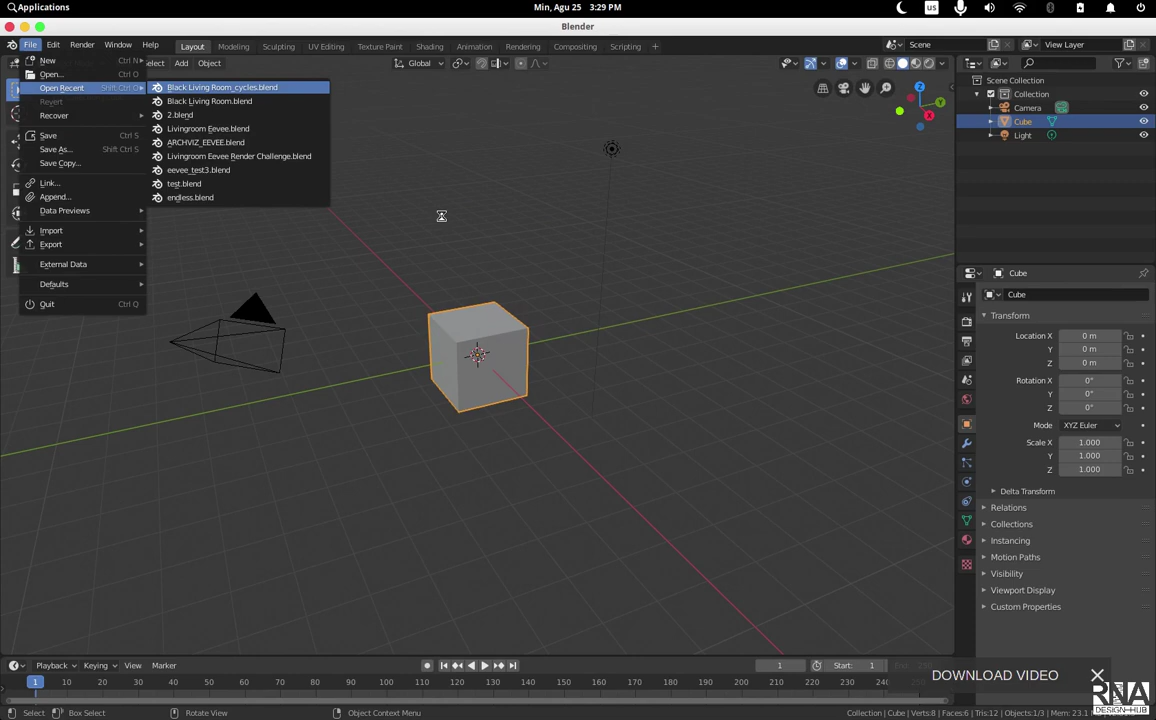 Applications
Min, Agu 25 3:29 PM
us
Blender
File Edit Render Window Help
Layout Modeling Sculpting UV Editing Texture Paint Shading Animation Rendering Compositing Scripting +
Scene
View Layer
New Ctrl N
Open... Ctrl O
Open Recent Shift Ctrl O
Revert
Recover
Save Ctrl S
Save As... Shift Ctrl S
Save Copy...
Link...
Append...
Data Previews
Import
Export
External Data
Defaults
Quit Ctrl Q
Select Add Object
Global
Black Living Room_cycles.blend
Black Living Room.blend
2.blend
Livingroom Eevee.blend
ARCHVIZ_EEVEE.blend
Livingroom Eevee Render Challenge.blend
eevee_test3.blend
test.blend
endless.blend
Z
Y
X
Scene Collection
Collection
Camera
Cube
Light
Cube
Cube
Transform
Location X 0 m
Y 0 m
Z 0 m
Rotation X 0°
Y 0°
Z 0°
Mode XYZ Euler
Scale X 1.000
Y 1.000
Z 1.000
Delta Transform
Relations
Collections
Instancing
Motion Paths
Visibility
Viewport Display
Custom Properties
Playback Keying View Marker
1
Start: 1
1 10 20 30 40 50 60 70 80 90 100 110 120 130 140 150 160 170 180 190 200 210 220 230 240
DOWNLOAD VIDEO
RNA
DESIGN-HUB
Select Box Select Rotate View Object Context Menu
Collection | Cube | Verts:8 | Faces:6 | Tris:12 | Objects:1/3 | Mem: 23.1